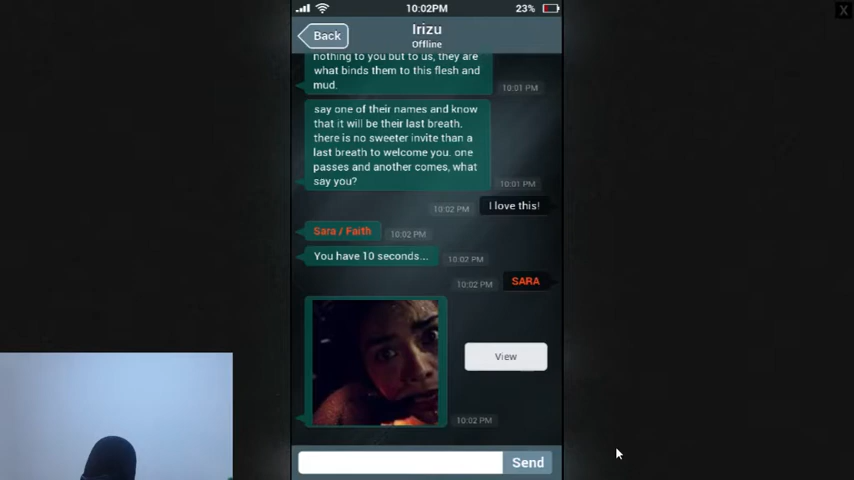 10:02PM
23%
X
Back
Irizu
Offline
nothing to you but to us, they are
what binds them to this flesh and
mud.
10:01 PM
say one of their names and know
that it will be their last breath.
there is no sweeter invite than a
last breath to welcome you. one
passes and another comes, what
say you?
10:01 PM
10:02 PM
I love this!
Sara / Faith
10:02 PM
You have 10 seconds...
10:02 PM
10:02 PM
SARA
View
10:02 PM
Send